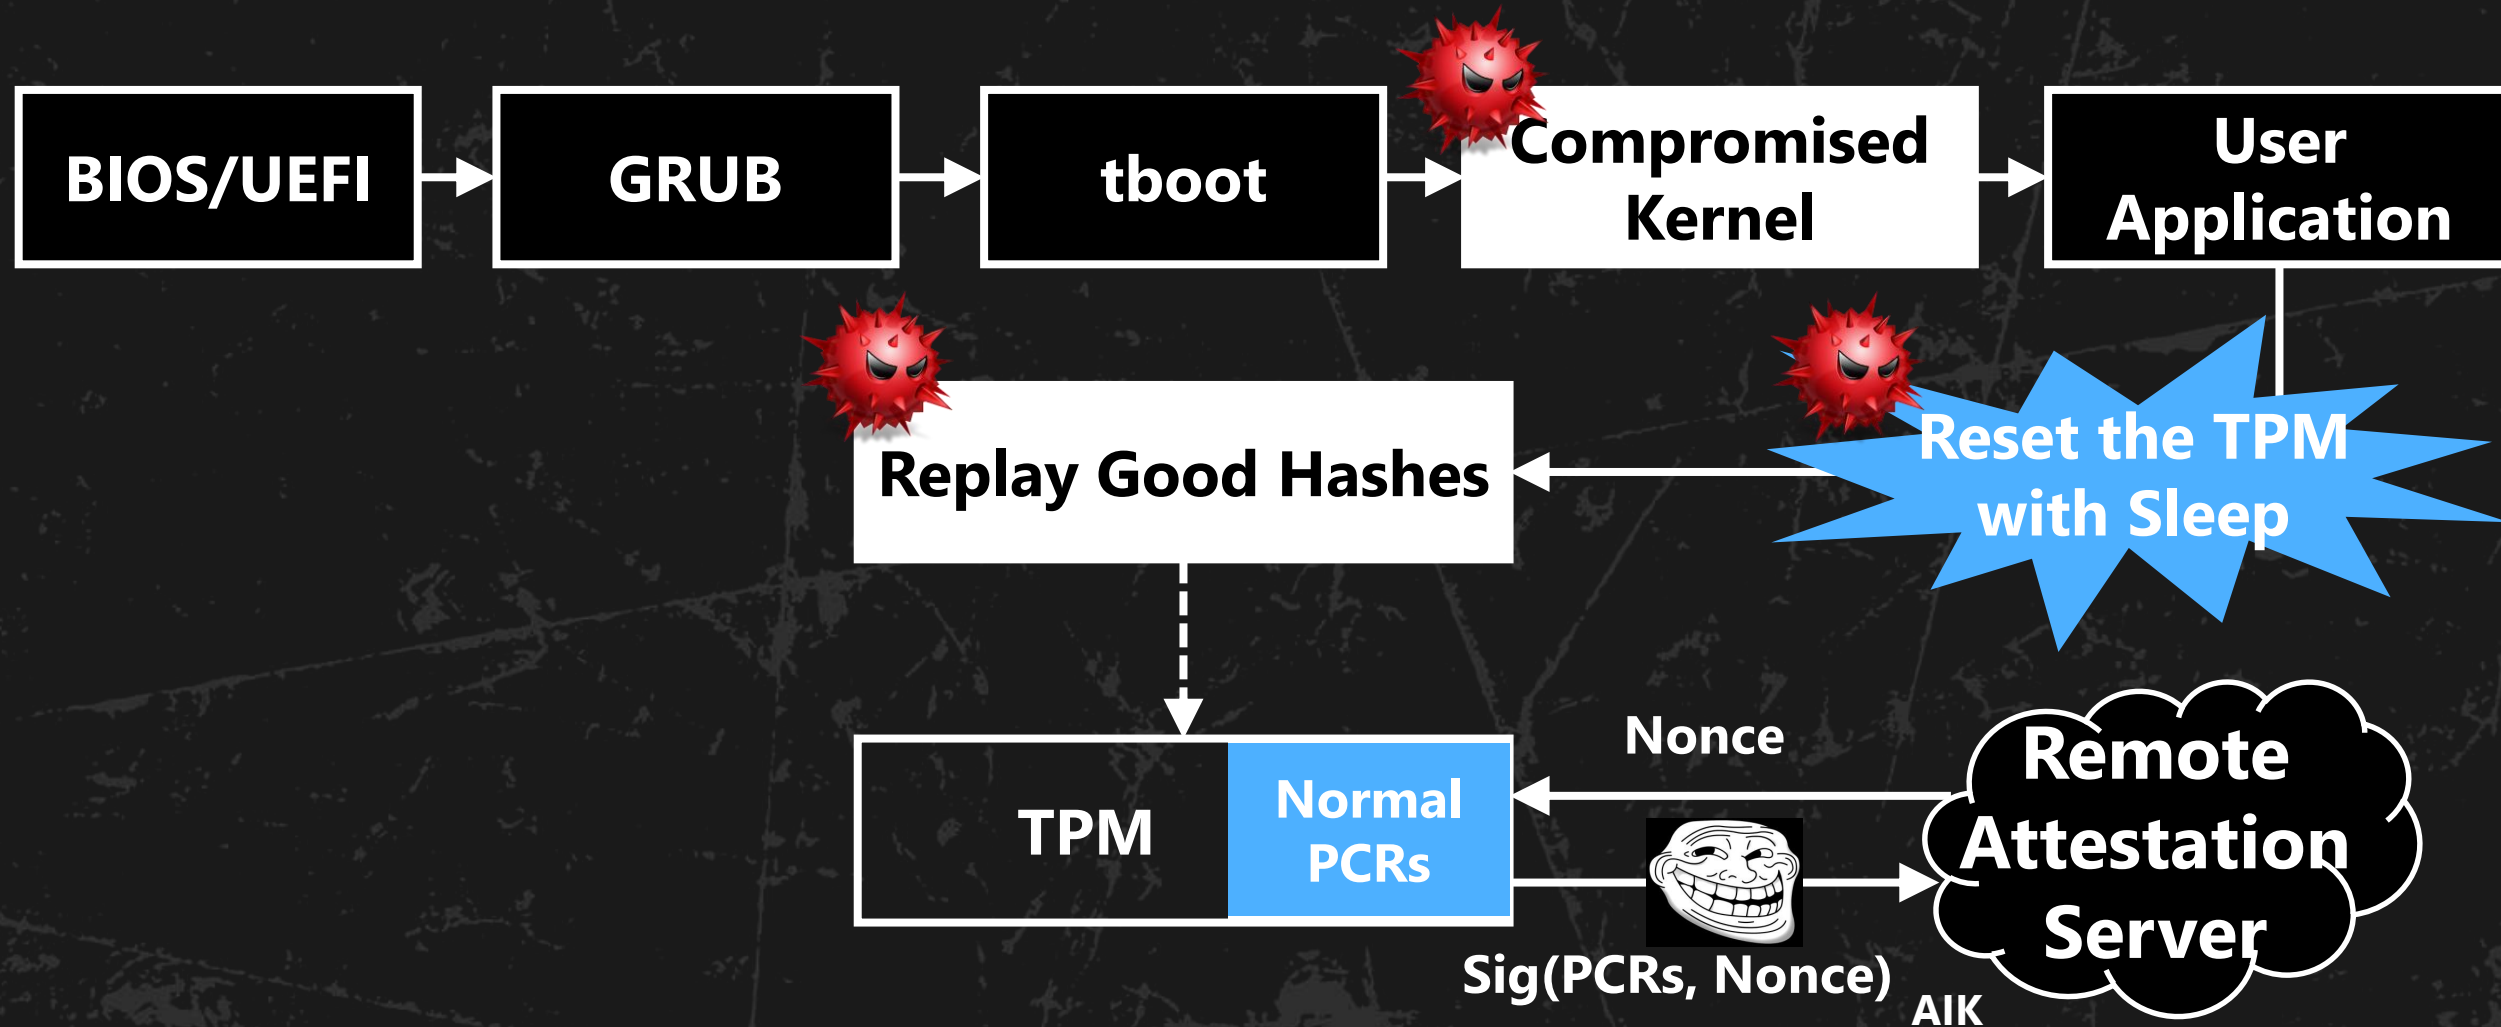 BIOS/UEFI
GRUB
tboot
Compromised
Kernel
User
Application
Replay Good Hashes
Reset the TPM
with Sleep
TPM
Normal
PCRs
Nonce
Sig(PCRs, Nonce)
AIK
Remote
Attestation
Server